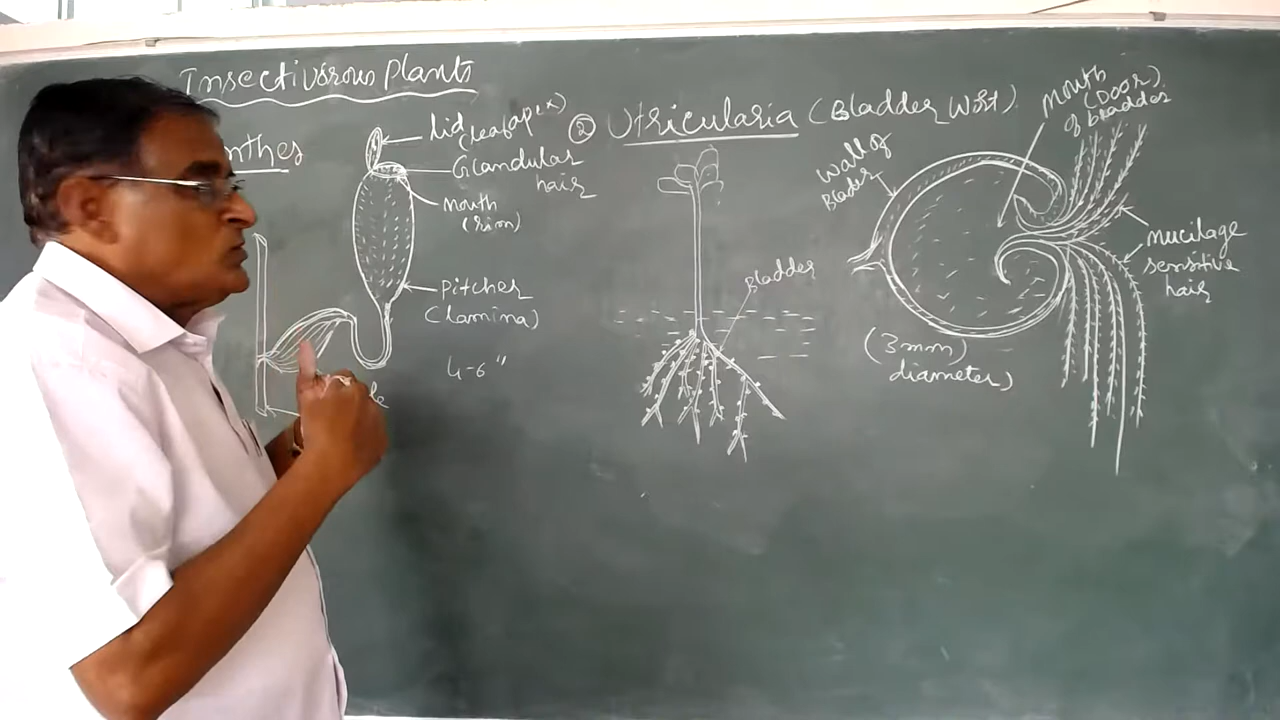 Insectivorous Plants
nthes
lid
(leaf apex)
Glandular
hair
Mouth
(rim)
Pitcher
(lamina)
4-6"
le
② Utricularia (Bladder Wort)
Bladder
Wall of
Bladder
Mouth
(Door)
of bladder
Mucilage
sensitive
hair
(3mm)
diameter)